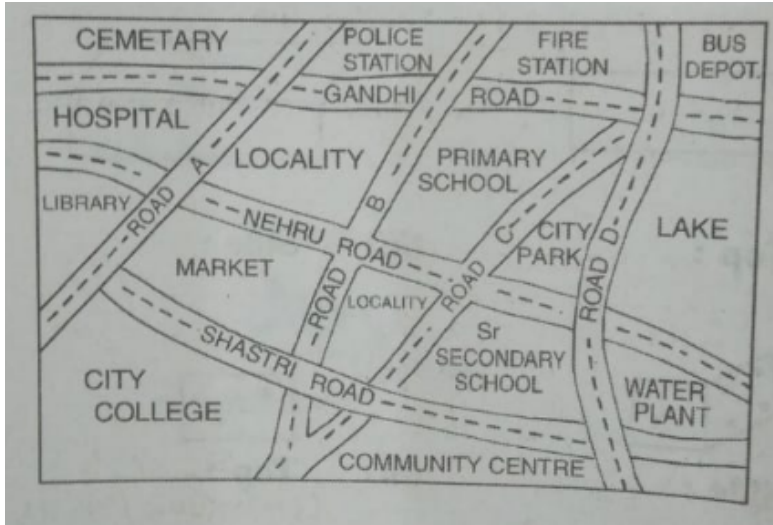 CEMETARY
POLICE
STATION
FIRE
STATION
BUS
DEPOT.
GANDHI ROAD
HOSPITAL
LOCALITY
PRIMARY
SCHOOL
LIBRARY
ROAD A
ROAD B
ROAD C
ROAD D
NEHRU ROAD
CITY
PARK
LAKE
MARKET
LOCALITY
SHASTRI ROAD
Sr
SECONDARY
SCHOOL
CITY
COLLEGE
WATER
PLANT
COMMUNITY CENTRE